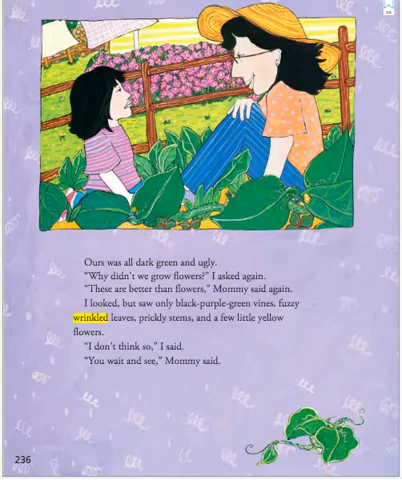 Ours was all dark green and ugly.
“Why didn’t we grow flowers?” I asked again.
“These are better than flowers,” Mommy said again.
I looked, but saw only black-purple-green vines, fuzzy
wrinkled leaves, prickly stems, and a few little yellow
flowers.
“I don’t think so,” I said.
“You wait and see,” Mommy said.
236